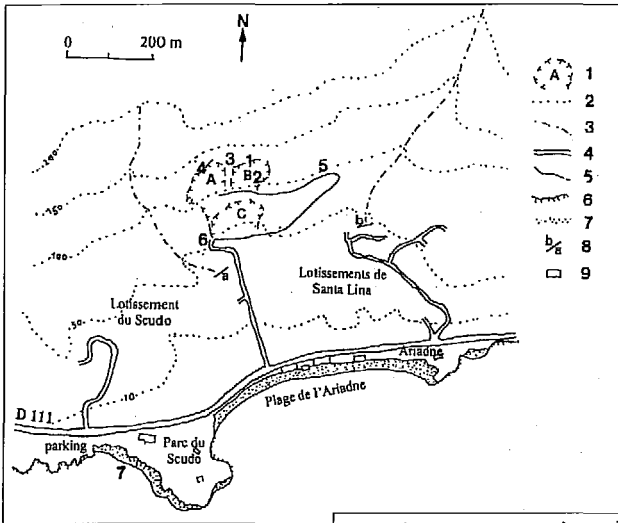 N
0 200 m
A 1
2
3
4
5
6
7
b/a 8
9
200
150
100
50
10
4 3 1
A B 2
5
C
6
a
b
Lotissement
du Scudo
Lotissements de
Santa Lina
Ariadne
Plage de l'Ariadne
D 111
parking
Parc du
Scudo
7